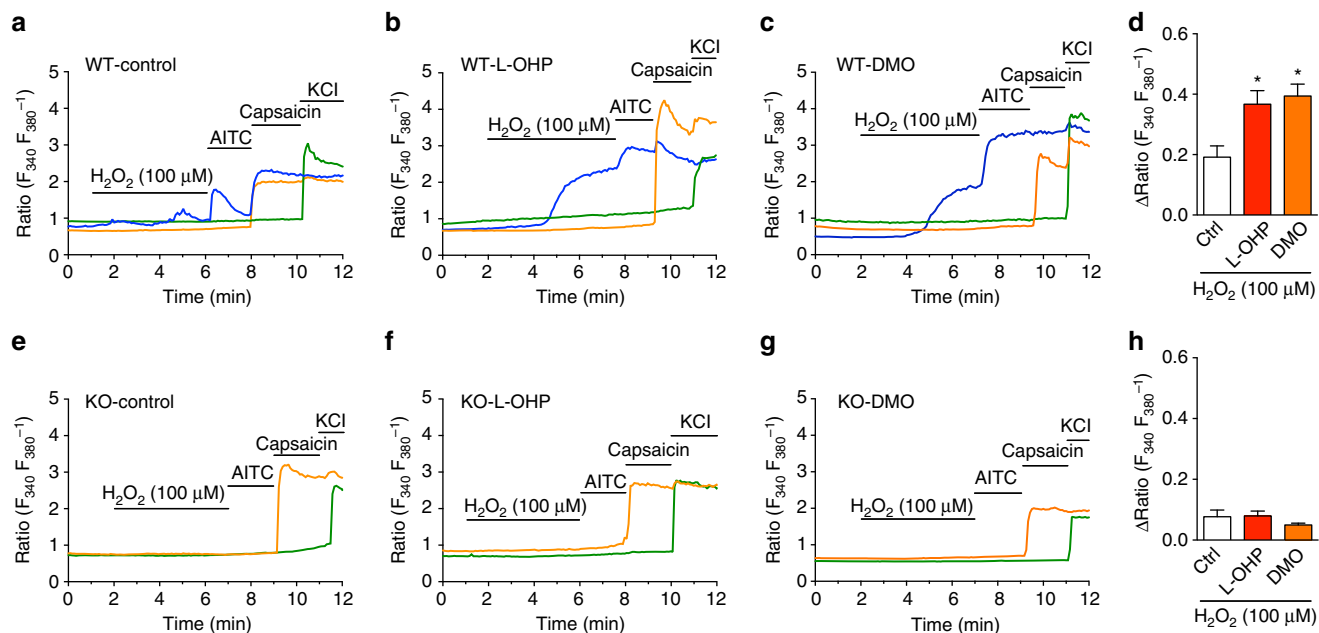 a
WT-control
Ratio (F₃₄₀ F₃₈₀⁻¹)
5
4
3
2
1
0
H₂O₂ (100 μM)
AITC
Capsaicin
KCl
0 2 4 6 8 10 12
Time (min)
b
WT-L-OHP
Ratio (F₃₄₀ F₃₈₀⁻¹)
5
4
3
2
1
0
H₂O₂ (100 μM)
AITC
Capsaicin
KCl
0 2 4 6 8 10 12
Time (min)
c
WT-DMO
Ratio (F₃₄₀ F₃₈₀⁻¹)
5
4
3
2
1
0
H₂O₂ (100 μM)
AITC
Capsaicin
KCl
0 2 4 6 8 10 12
Time (min)
d
ΔRatio (F₃₄₀ F₃₈₀⁻¹)
0.6
0.4
0.2
0.0
* *
Ctrl L-OHP DMO
H₂O₂ (100 μM)
e
KO-control
Ratio (F₃₄₀ F₃₈₀⁻¹)
5
4
3
2
1
0
H₂O₂ (100 μM)
AITC
Capsaicin
KCl
0 2 4 6 8 10 12
Time (min)
f
KO-L-OHP
Ratio (F₃₄₀ F₃₈₀⁻¹)
5
4
3
2
1
0
H₂O₂ (100 μM)
AITC
Capsaicin
KCl
0 2 4 6 8 10 12
Time (min)
g
KO-DMO
Ratio (F₃₄₀ F₃₈₀⁻¹)
5
4
3
2
1
0
H₂O₂ (100 μM)
AITC
Capsaicin
KCl
0 2 4 6 8 10 12
Time (min)
h
ΔRatio (F₃₄₀ F₃₈₀⁻¹)
0.6
0.4
0.2
0.0
Ctrl L-OHP DMO
H₂O₂ (100 μM)